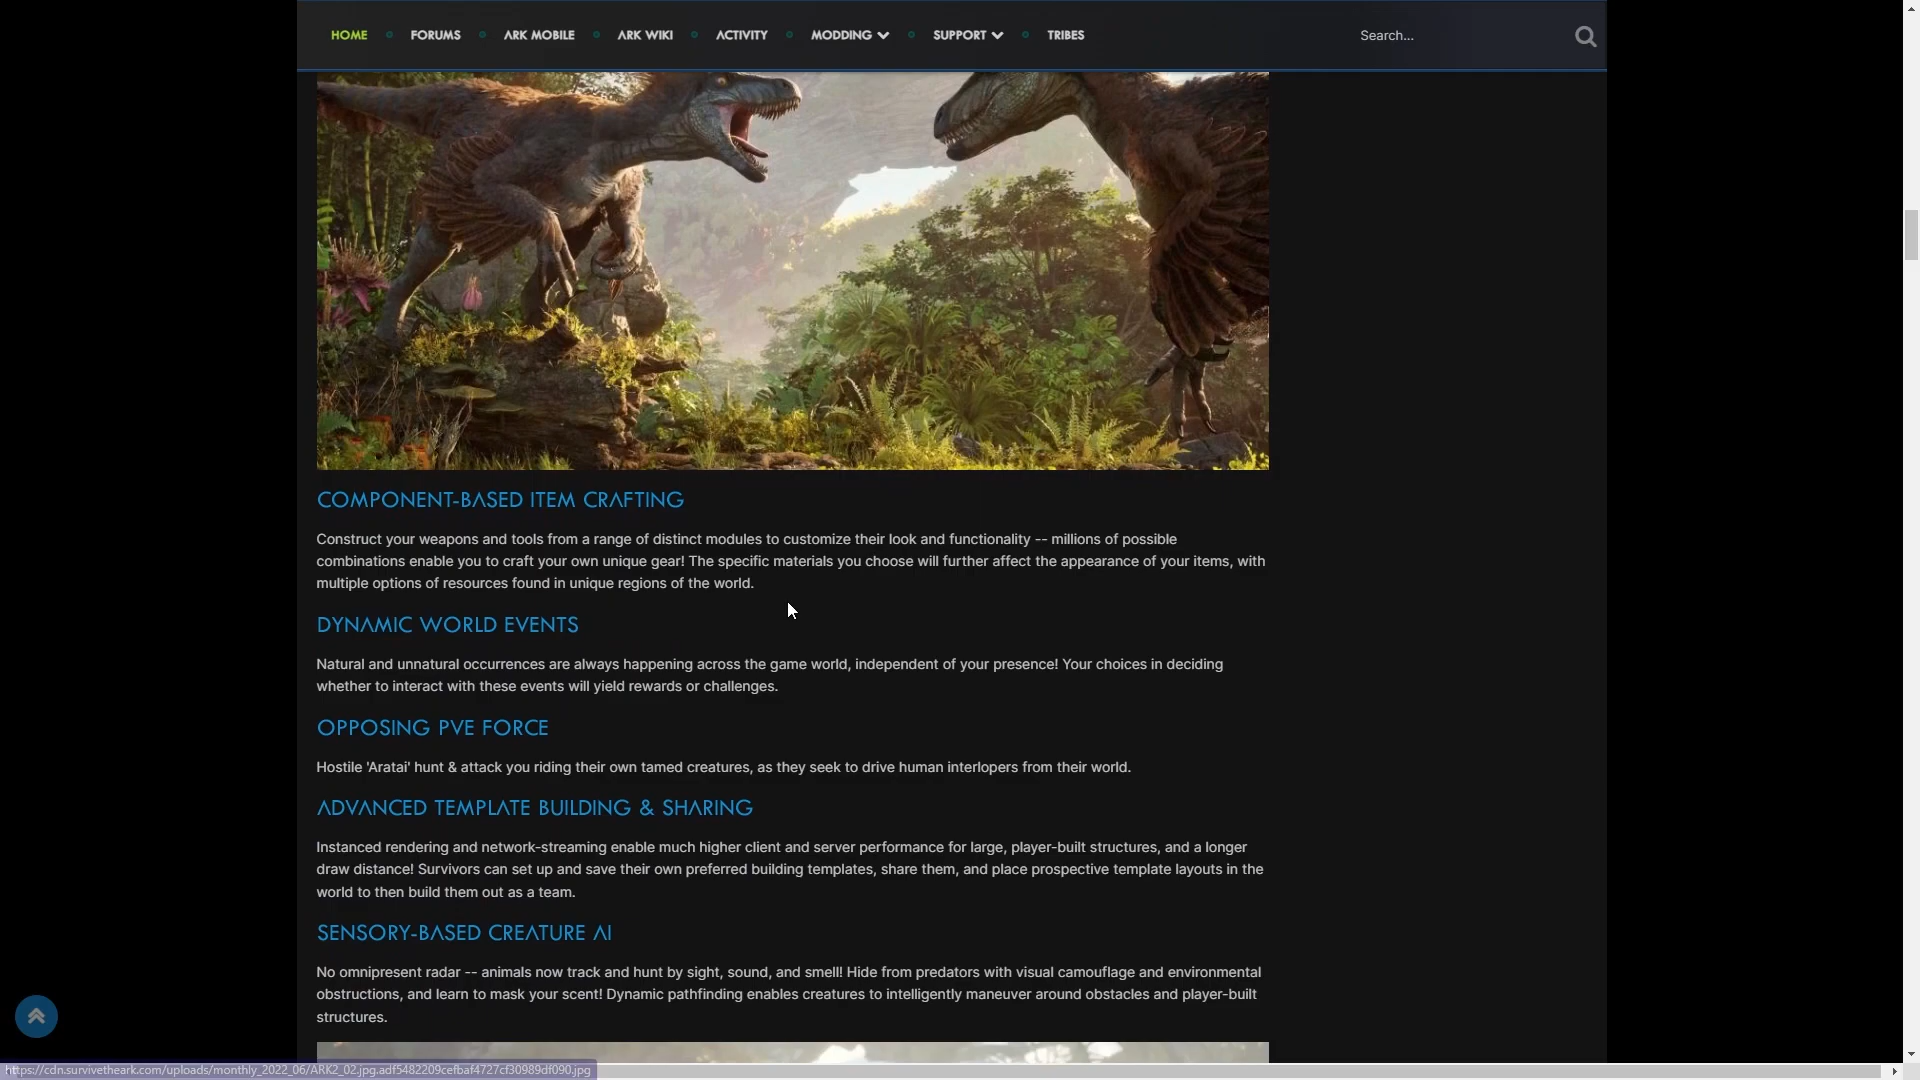 HOME FORUMS ARK MOBILE ARK WIKI ACTIVITY MODDING SUPPORT TRIBES Search...
COMPONENT-BASED ITEM CRAFTING
Construct your weapons and tools from a range of distinct modules to customize their look and functionality -- millions of possible
combinations enable you to craft your own unique gear! The specific materials you choose will further affect the appearance of your items, with
multiple options of resources found in unique regions of the world.
DYNAMIC WORLD EVENTS
Natural and unnatural occurrences are always happening across the game world, independent of your presence! Your choices in deciding
whether to interact with these events will yield rewards or challenges.
OPPOSING PVE FORCE
Hostile 'Aratai' hunt & attack you riding their own tamed creatures, as they seek to drive human interlopers from their world.
ADVANCED TEMPLATE BUILDING & SHARING
Instanced rendering and network-streaming enable much higher client and server performance for large, player-built structures, and a longer
draw distance! Survivors can set up and save their own preferred building templates, share them, and place prospective template layouts in the
world to then build them out as a team.
SENSORY-BASED CREATURE AI
No omnipresent radar -- animals now track and hunt by sight, sound, and smell! Hide from predators with visual camouflage and environmental
obstructions, and learn to mask your scent! Dynamic pathfinding enables creatures to intelligently maneuver around obstacles and player-built
structures.
https://cdn.survivetheark.com/uploads/monthly_2022_06/ARK2_02.jpg.adf5482209cefbaf4727cf30989df090.jpg